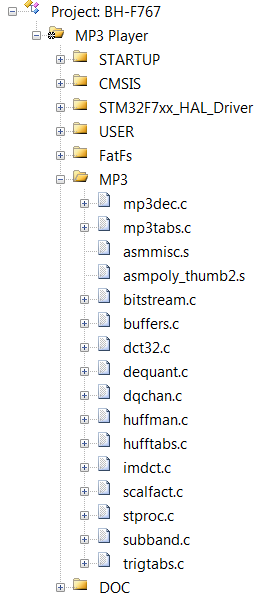 Project: BH-F767
MP3 Player
STARTUP
CMSIS
STM32F7xx_HAL_Driver
USER
FatFs
MP3
mp3dec.c
mp3tabs.c
asmmisc.s
asmpoly_thumb2.s
bitstream.c
buffers.c
dct32.c
dequant.c
dqchan.c
huffman.c
hufftabs.c
imdct.c
scalfact.c
stproc.c
subband.c
trigtabs.c
DOC